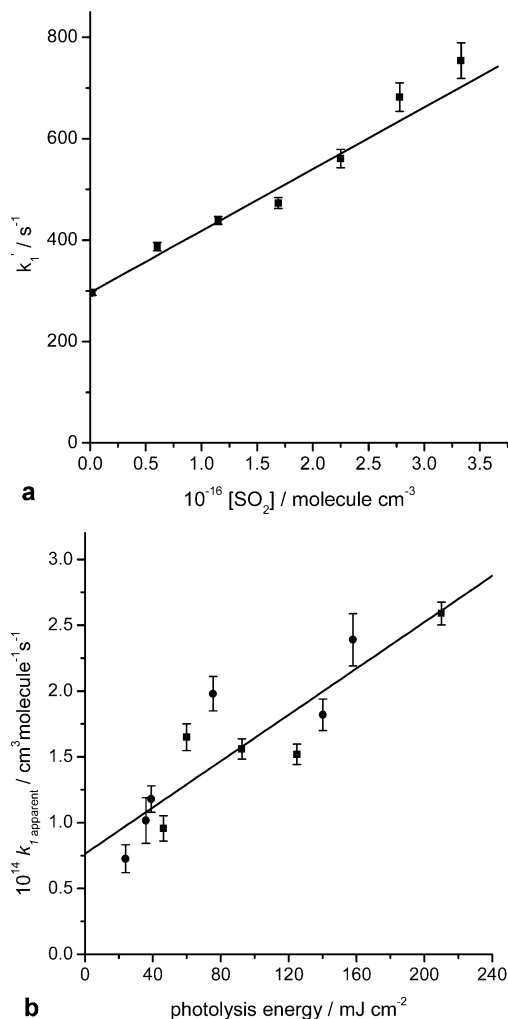 800
600
400
200
0
k₁' / s⁻¹
0.0 0.5 1.0 1.5 2.0 2.5 3.0 3.5
a
10⁻¹⁶ [SO₂] / molecule cm⁻³
3.0
2.5
2.0
1.5
1.0
0.5
0.0
10¹⁴ k₁ apparent / cm³molecule⁻¹s⁻¹
0 40 80 120 160 200 240
b
photolysis energy / mJ cm⁻²